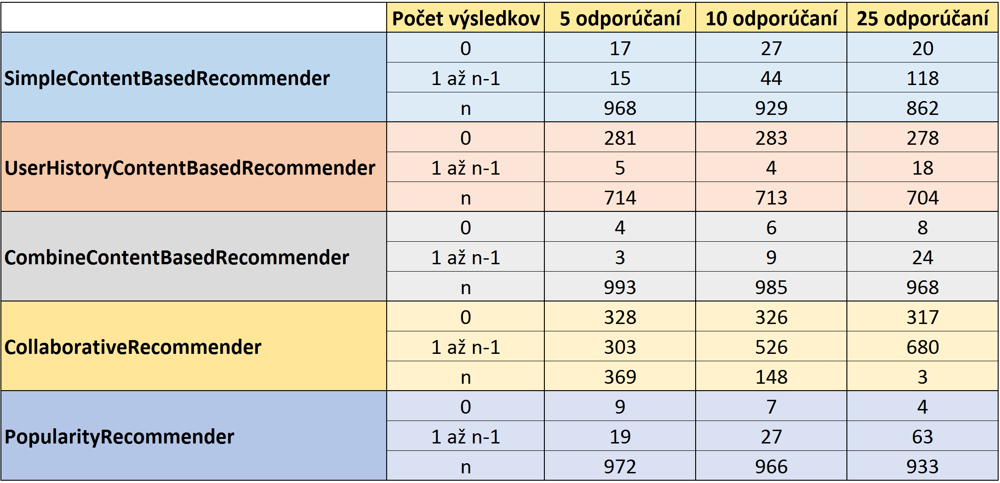 Počet výsledkov 5 odporúčaní 10 odporúčaní 25 odporúčaní
SimpleContentBasedRecommender
0 17 27 20
1 až n-1 15 44 118
n 968 929 862
UserHistoryContentBasedRecommender
0 281 283 278
1 až n-1 5 4 18
n 714 713 704
CombineContentBasedRecommender
0 4 6 8
1 až n-1 3 9 24
n 993 985 968
CollaborativeRecommender
0 328 326 317
1 až n-1 303 526 680
n 369 148 3
PopularityRecommender
0 9 7 4
1 až n-1 19 27 63
n 972 966 933